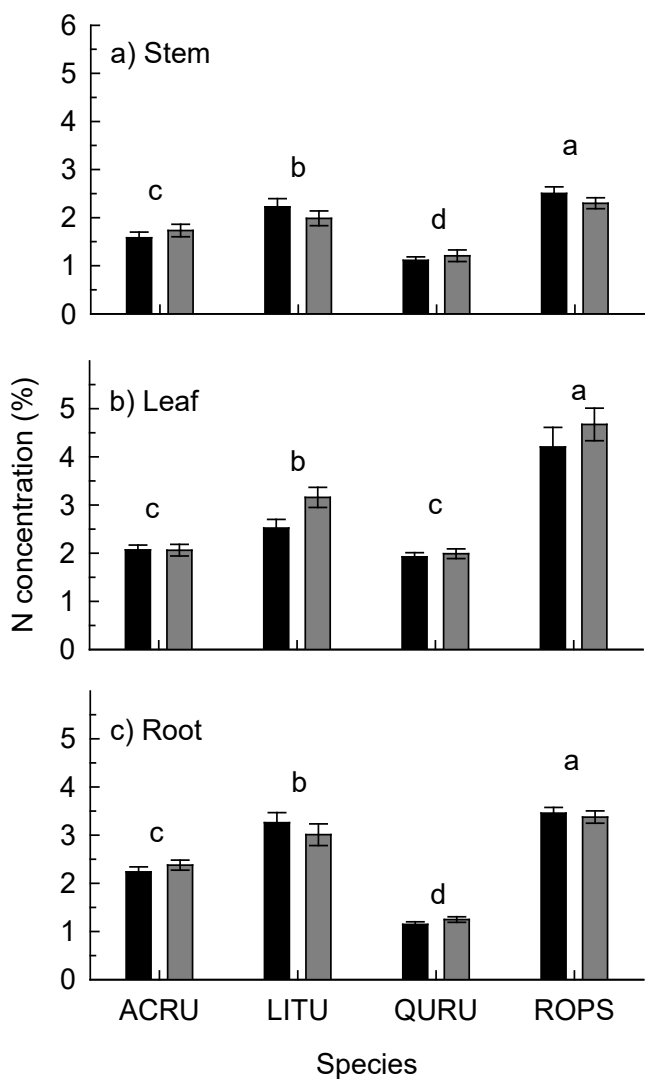 6
a) Stem
5
4
a
3
b
c
2
d
1
0
N concentration (%)
b) Leaf
a
5
4
b
3
c
c
2
1
0
c) Root
5
a
b
4
3
c
2
d
1
0
ACRU LITU QURU ROPS
Species